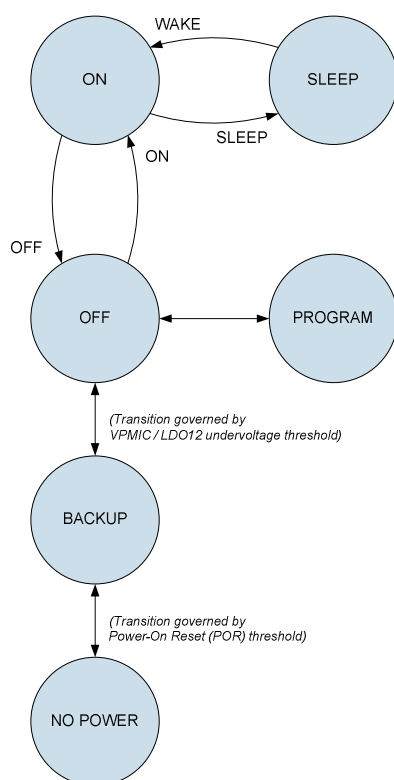 WAKE
ON
SLEEP
SLEEP
ON
OFF
OFF
PROGRAM
(Transition governed by
VPMIC / LDO12 undervoltage threshold)
BACKUP
(Transition governed by
Power-On Reset (POR) threshold)
NO POWER